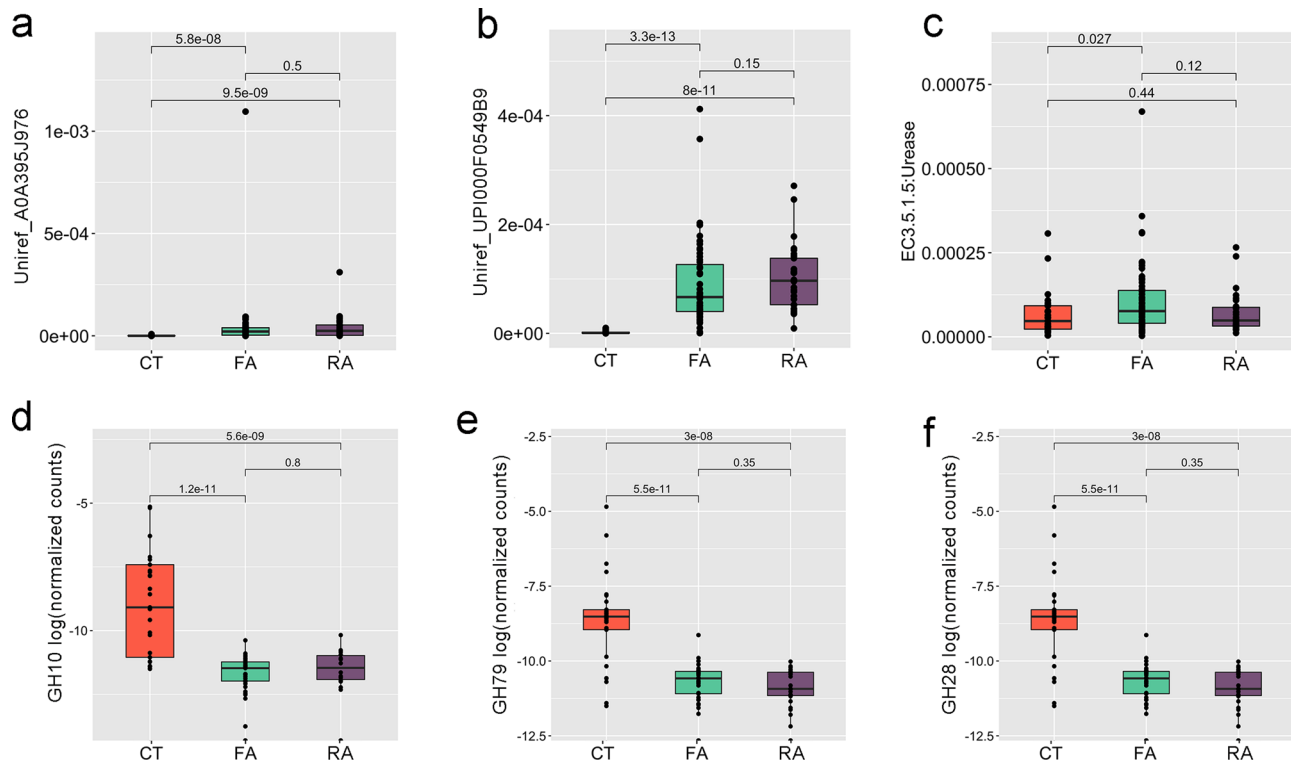 a
Uniref_A0A395J976
1e-03
5e-04
0e+00
5.8e-08
0.5
9.5e-09
CT FA RA
b
Uniref_UPI000F0549B9
4e-04
2e-04
0e+00
3.3e-13
0.15
8e-11
CT FA RA
c
EC3.5.1.5:Urease
0.00075
0.00050
0.00025
0.00000
0.027
0.12
0.44
CT FA RA
d
GH10 log(normalized counts)
-5
-10
5.6e-09
0.8
1.2e-11
CT FA RA
e
GH79 log(normalized counts)
-2.5
-5.0
-7.5
-10.0
-12.5
3e-08
0.35
5.5e-11
CT FA RA
f
GH28 log(normalized counts)
-2.5
-5.0
-7.5
-10.0
-12.5
3e-08
0.35
5.5e-11
CT FA RA